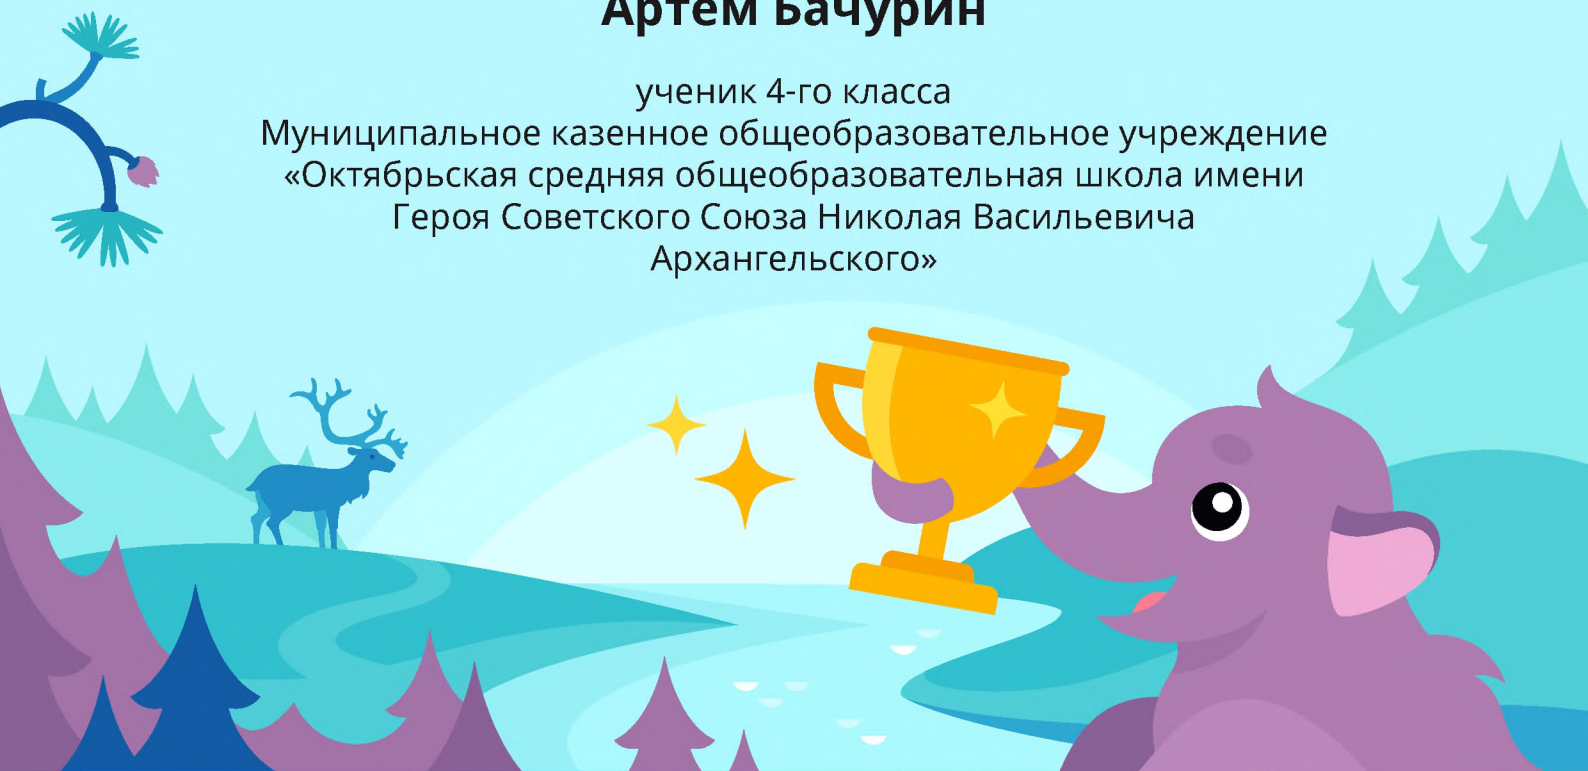 Артём Бачурин
ученик 4-го класса
Муниципальное казенное общеобразовательное учреждение
«Октябрьская средняя общеобразовательная школа имени
Героя Советского Союза Николая Васильевича
Архангельского»